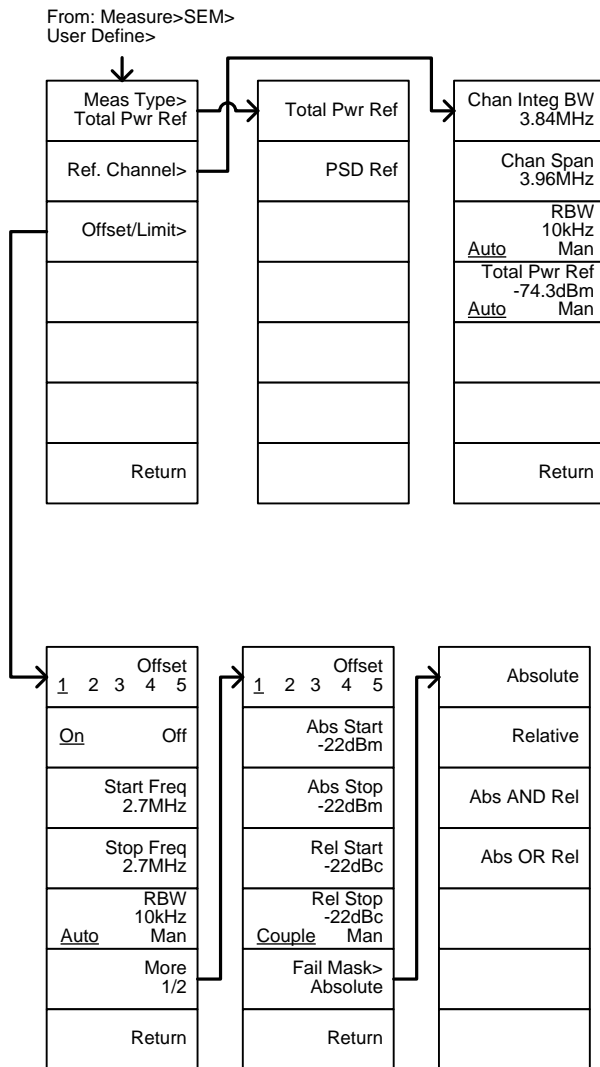 From: Measure>SEM>
User Define>
Meas Type>
Total Pwr Ref
Ref. Channel>
Offset/Limit>
Return
Total Pwr Ref
PSD Ref
Chan Integ BW
3.84MHz
Chan Span
3.96MHz
RBW
10kHz
Auto Man
Total Pwr Ref
-74.3dBm
Auto Man
Return
Offset
1 2 3 4 5
On Off
Start Freq
2.7MHz
Stop Freq
2.7MHz
RBW
10kHz
Auto Man
More
1/2
Return
Offset
1 2 3 4 5
Abs Start
-22dBm
Abs Stop
-22dBm
Rel Start
-22dBc
Rel Stop
-22dBc
Couple Man
Fail Mask>
Absolute
Return
Absolute
Relative
Abs AND Rel
Abs OR Rel